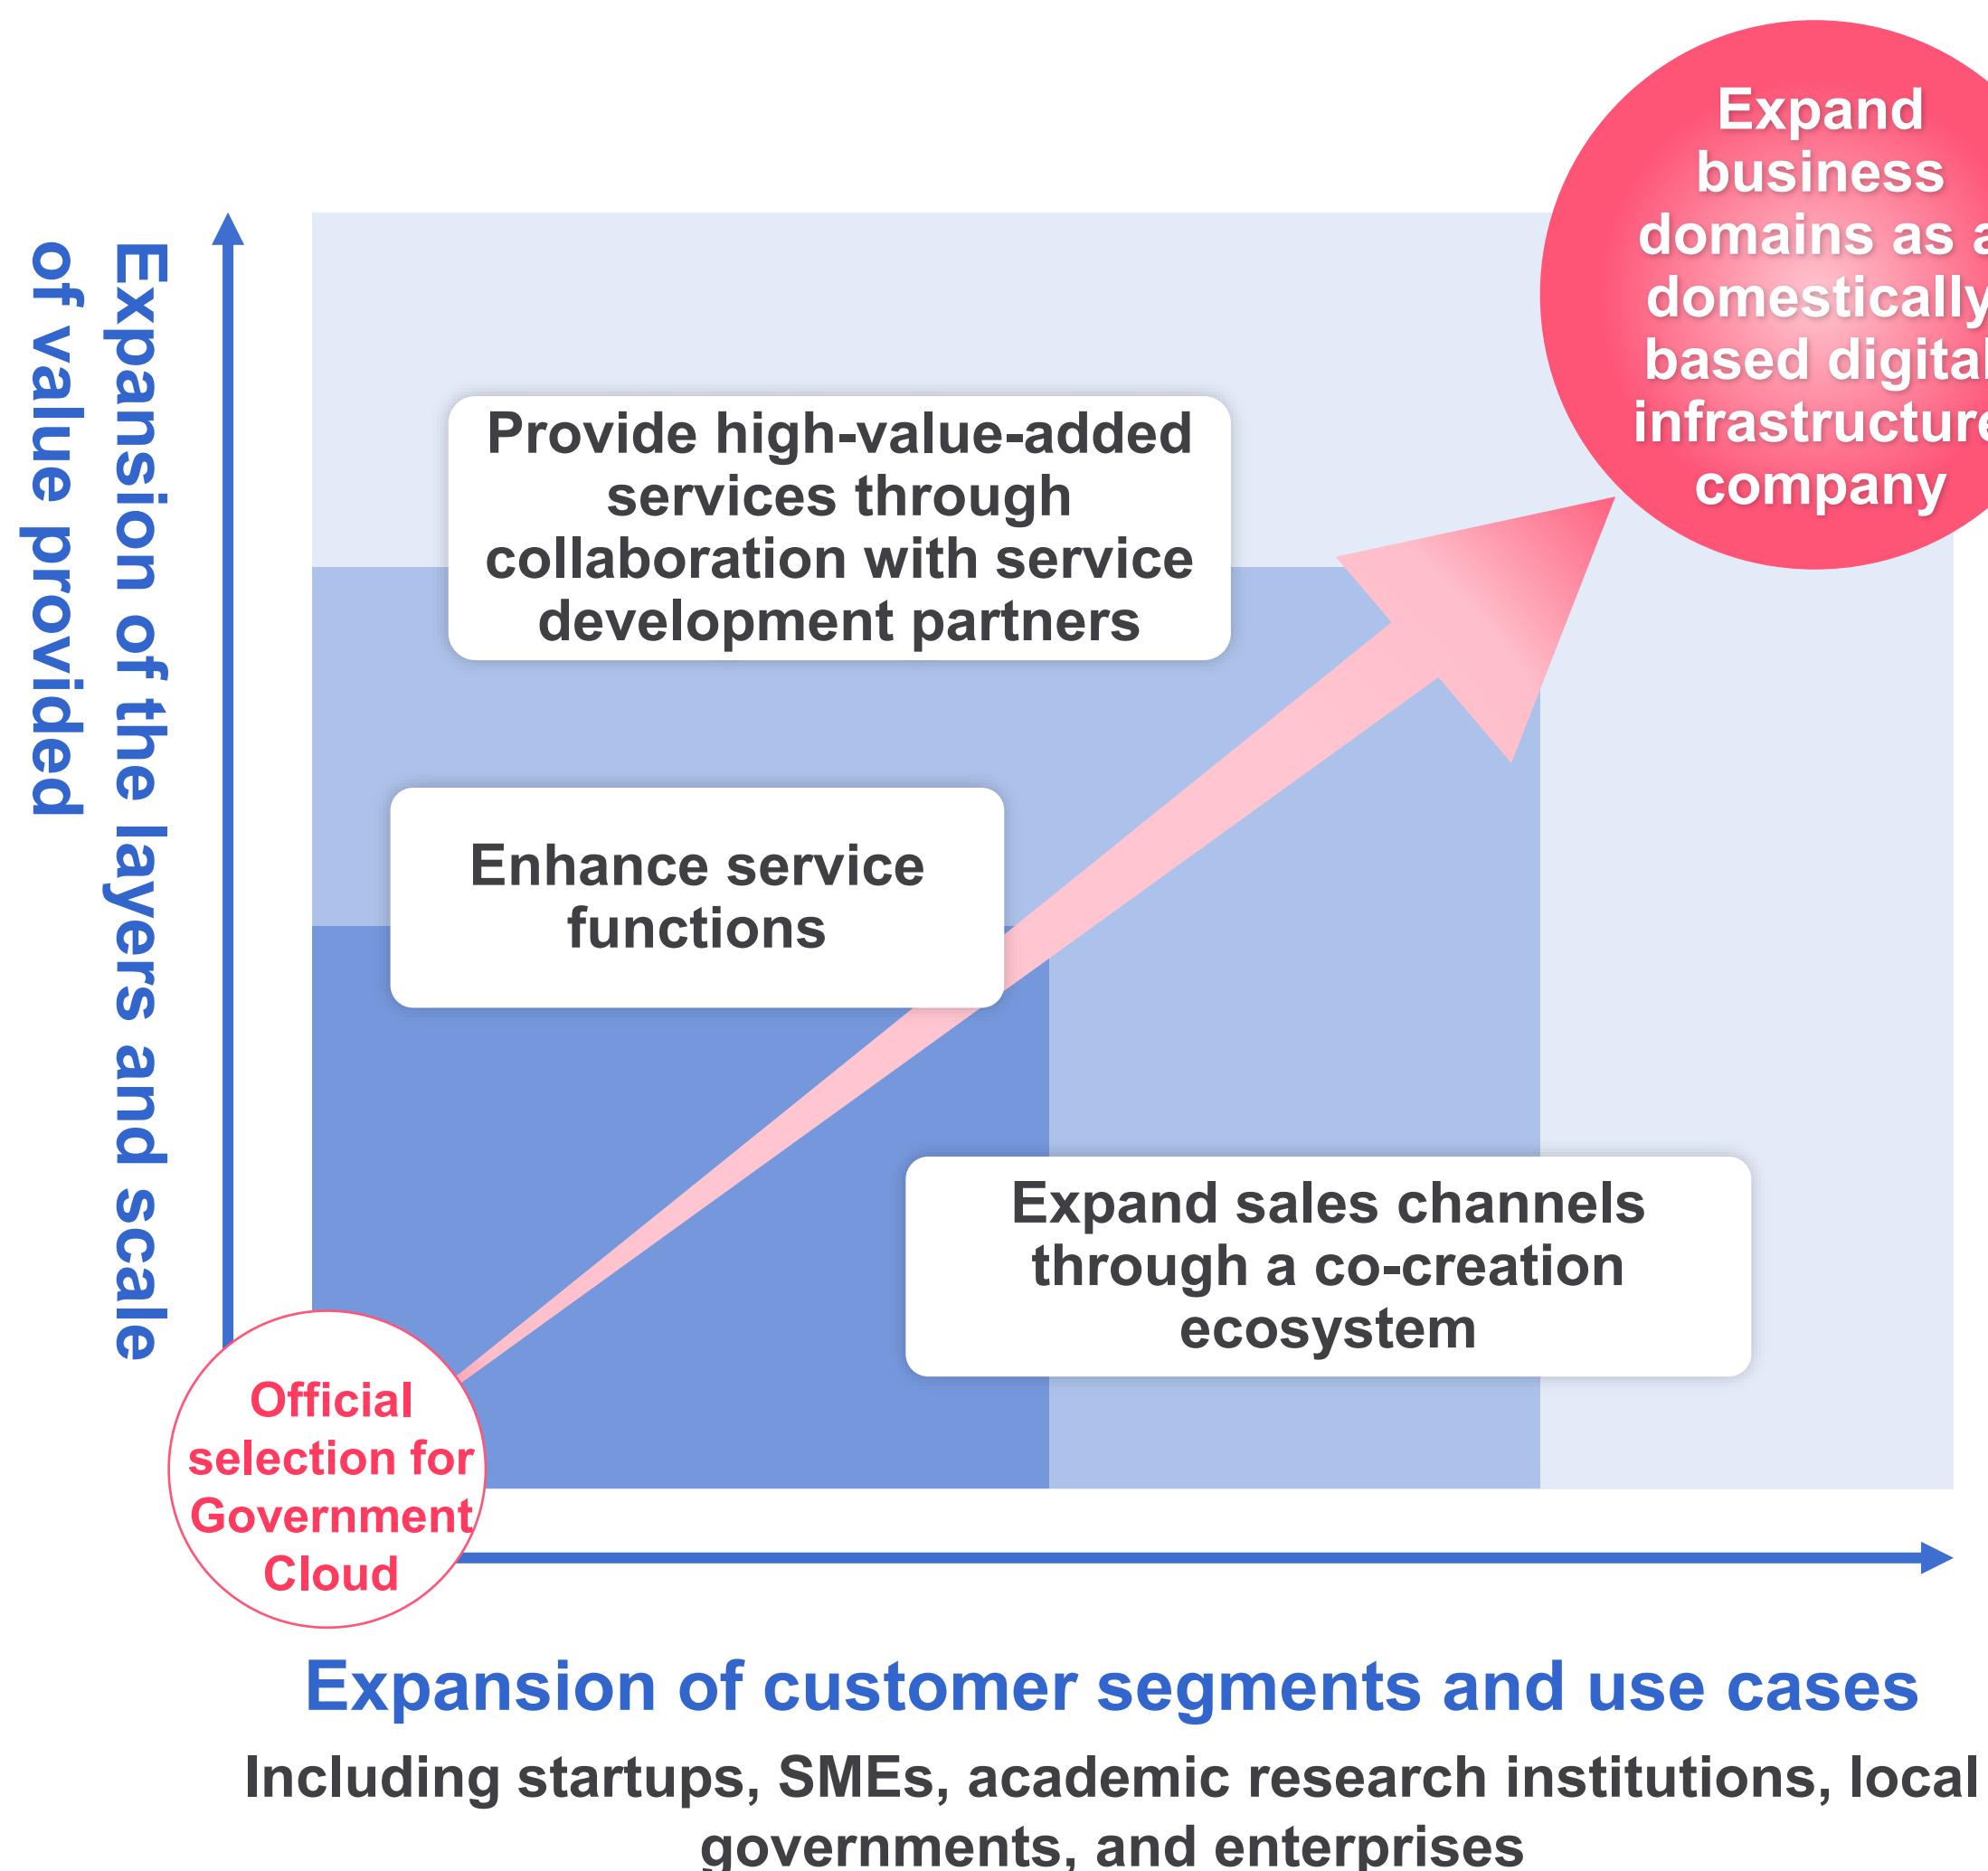 Expand
business
domains as a
domestically
based digital
infrastructure
company
Expansion of the layers and scale
of value provided
Provide high-value-added
services through
collaboration with service
development partners
Enhance service
functions
Expand sales channels
through a co-creation
ecosystem
Official
selection for
Government
Cloud
Expansion of customer segments and use cases
Including startups, SMEs, academic research institutions, local
governments, and enterprises